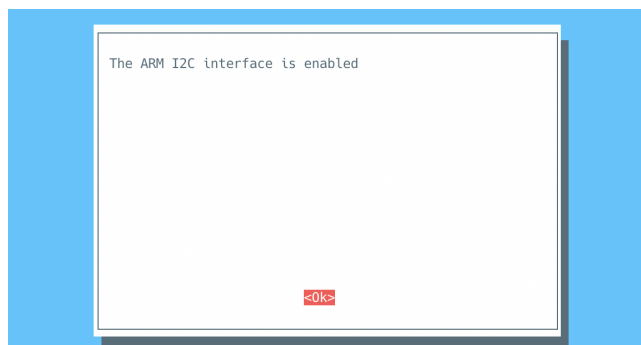 The ARM I2C interface is enabled
<Ok>